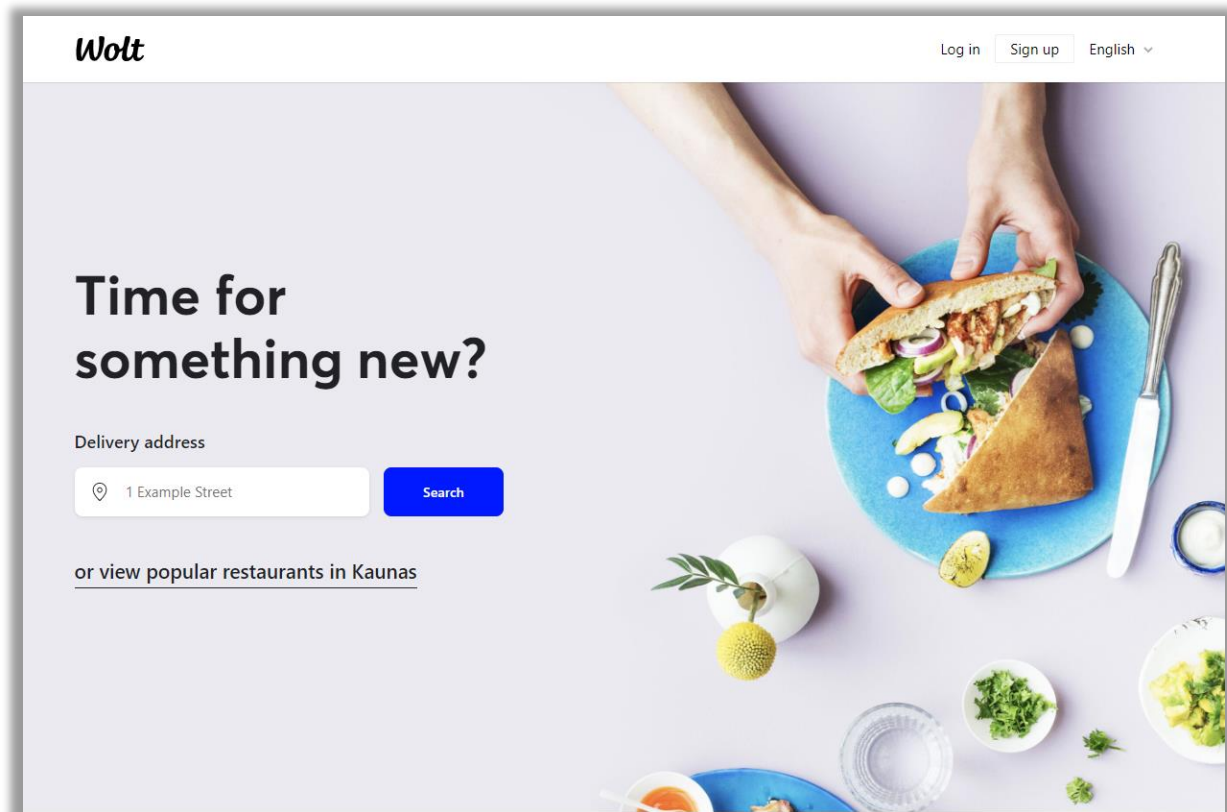 Wolt
Log in
Sign up
English
Time for
something new?
Delivery address
1 Example Street
Search
or view popular restaurants in Kaunas